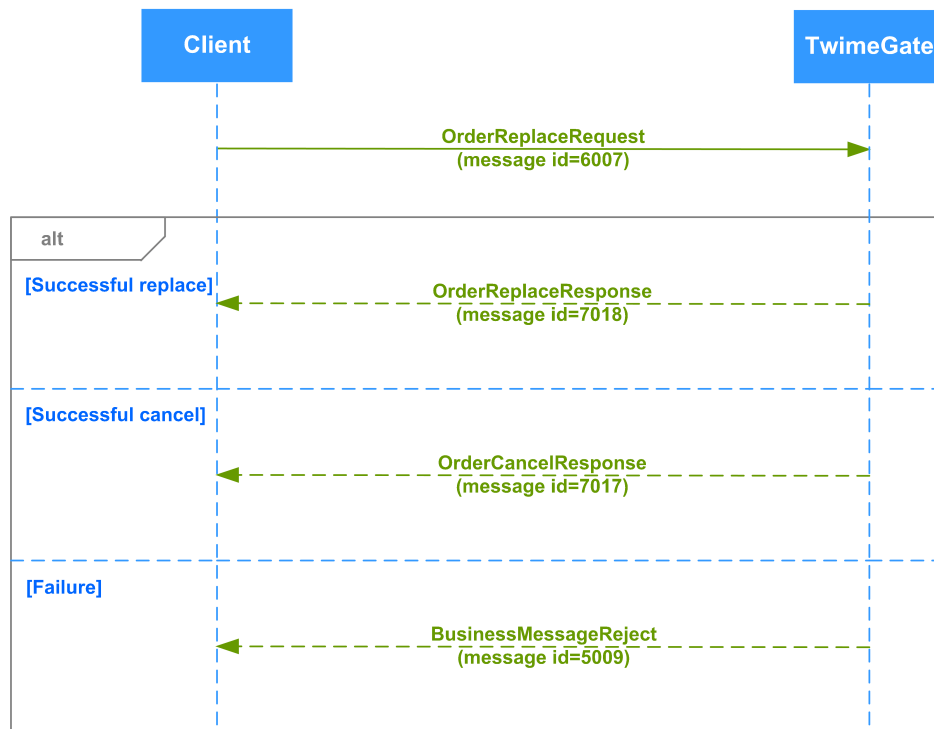 Client
TwimeGate
OrderReplaceRequest
(message id=6007)
alt
[Successful replace]
OrderReplaceResponse
(message id=7018)
[Successful cancel]
OrderCancelResponse
(message id=7017)
[Failure]
BusinessMessageReject
(message id=5009)